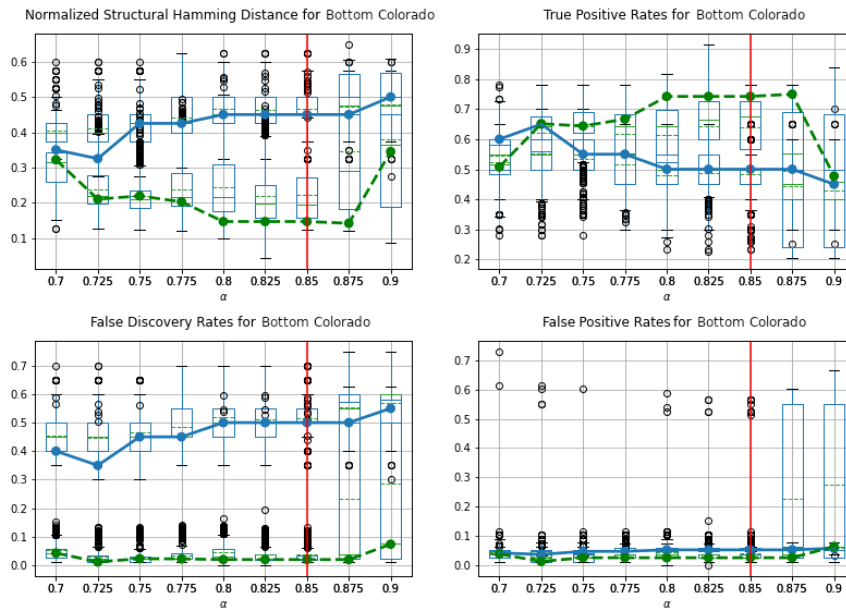 Normalized Structural Hamming Distance for Bottom Colorado
0.6
0.5
0.4
0.3
0.2
0.1
0.7 0.725 0.75 0.775 0.8 0.825 0.85 0.875 0.9
α
True Positive Rates for Bottom Colorado
0.9
0.8
0.7
0.6
0.5
0.4
0.3
0.2
0.7 0.725 0.75 0.775 0.8 0.825 0.85 0.875 0.9
α
False Discovery Rates for Bottom Colorado
0.7
0.6
0.5
0.4
0.3
0.2
0.1
0.0
0.7 0.725 0.75 0.775 0.8 0.825 0.85 0.875 0.9
α
False Positive Rates for Bottom Colorado
0.7
0.6
0.5
0.4
0.3
0.2
0.1
0.0
0.7 0.725 0.75 0.775 0.8 0.825 0.85 0.875 0.9
α